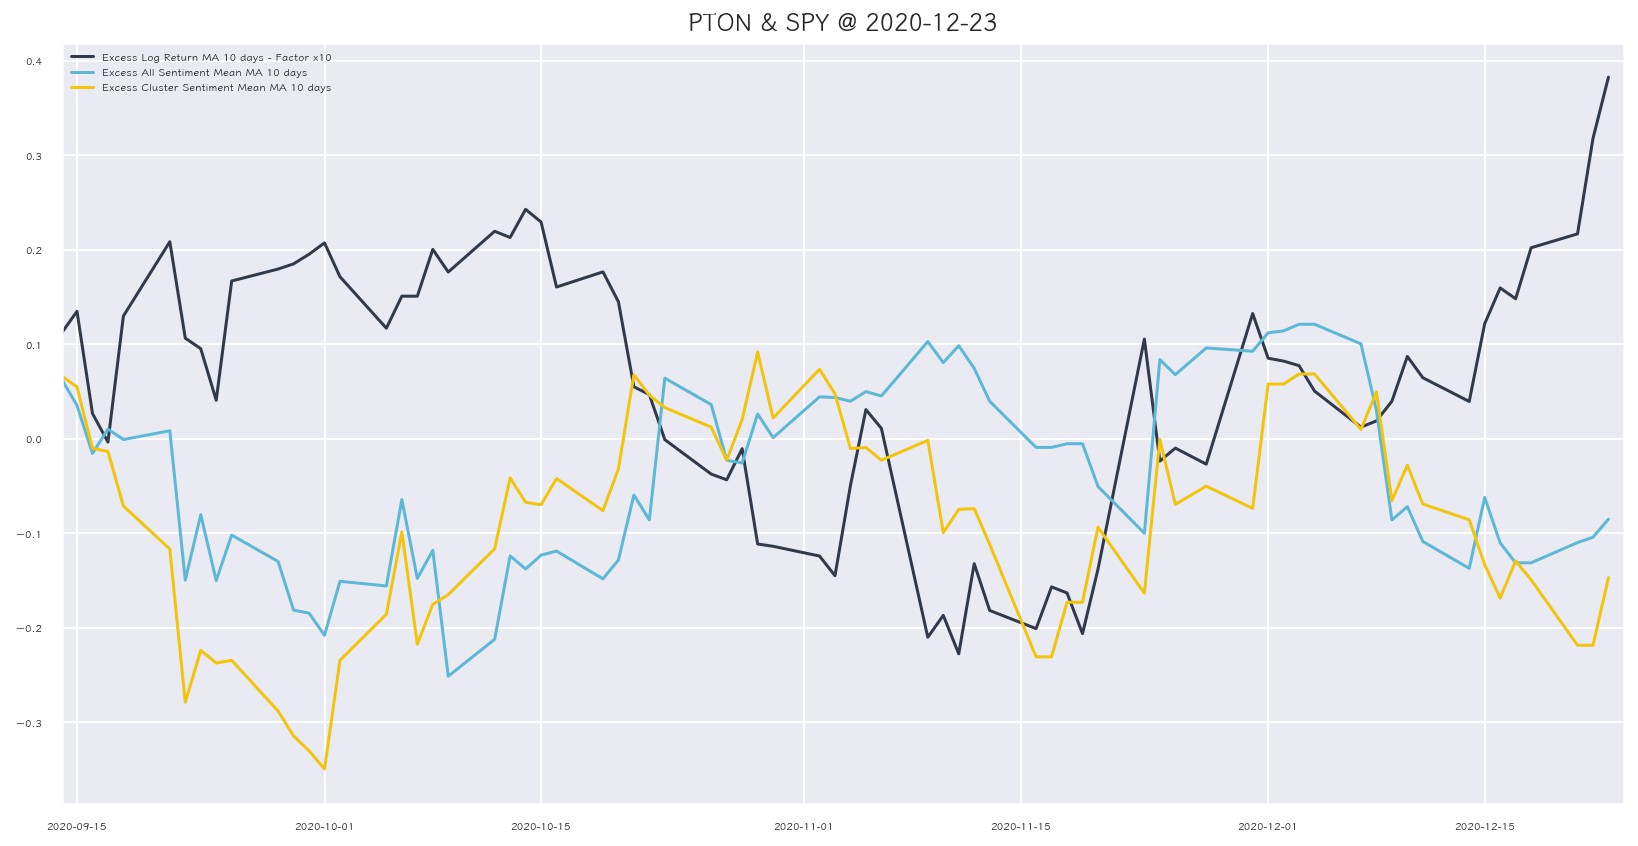 PTON & SPY @ 2020-12-23
Excess Log Return MA 10 days - Factor x10
Excess All Sentiment Mean MA 10 days
Excess Cluster Sentiment Mean MA 10 days
0.4
0.3
0.2
0.1
0.0
−0.1
−0.2
−0.3
2020-09-15 2020-10-01 2020-10-15 2020-11-01 2020-11-15 2020-12-01 2020-12-15